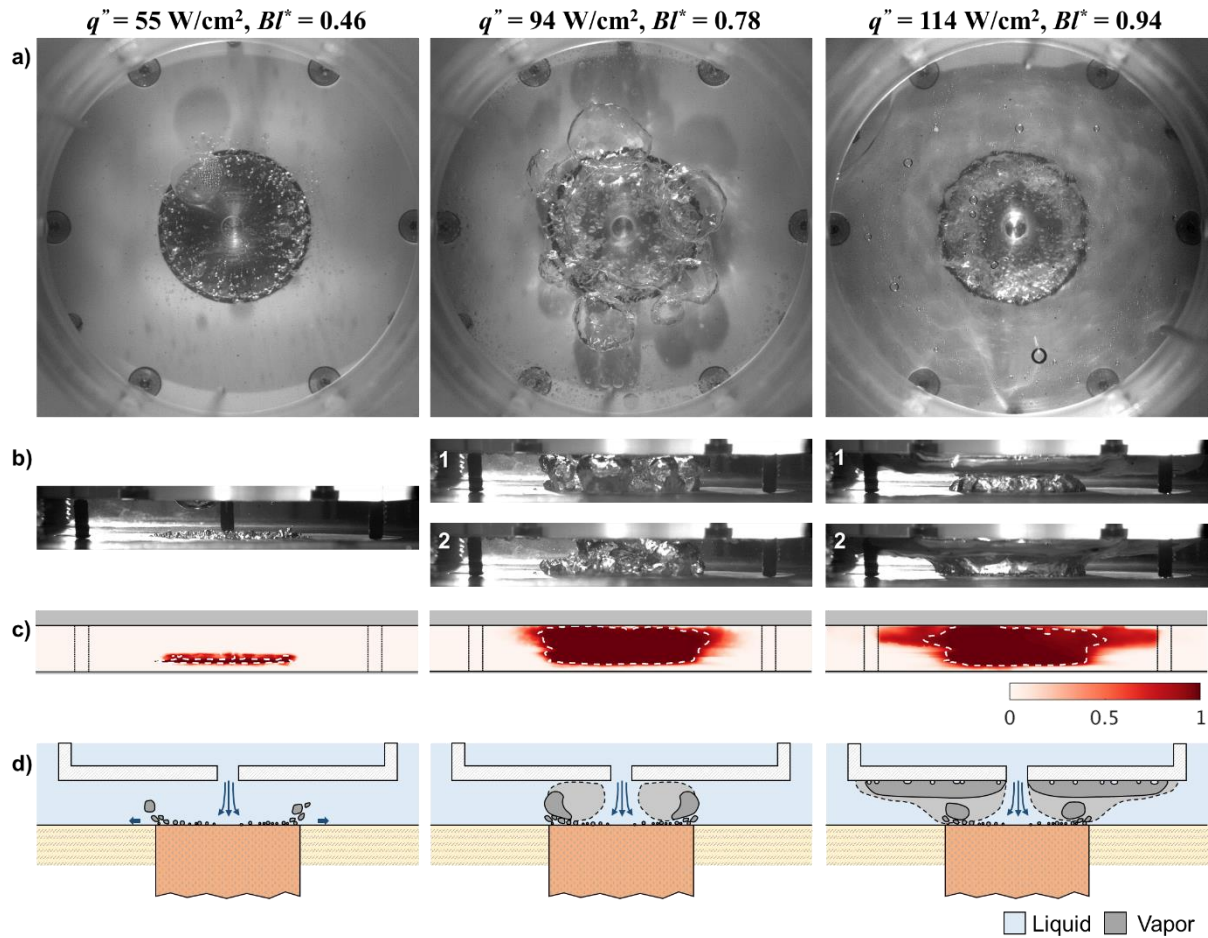 q” = 55 W/cm², Bl* = 0.46
q” = 94 W/cm², Bl* = 0.78
q” = 114 W/cm², Bl* = 0.94
a)
b)
1
1
2
2
c)
0
0.5
1
d)
Liquid
Vapor